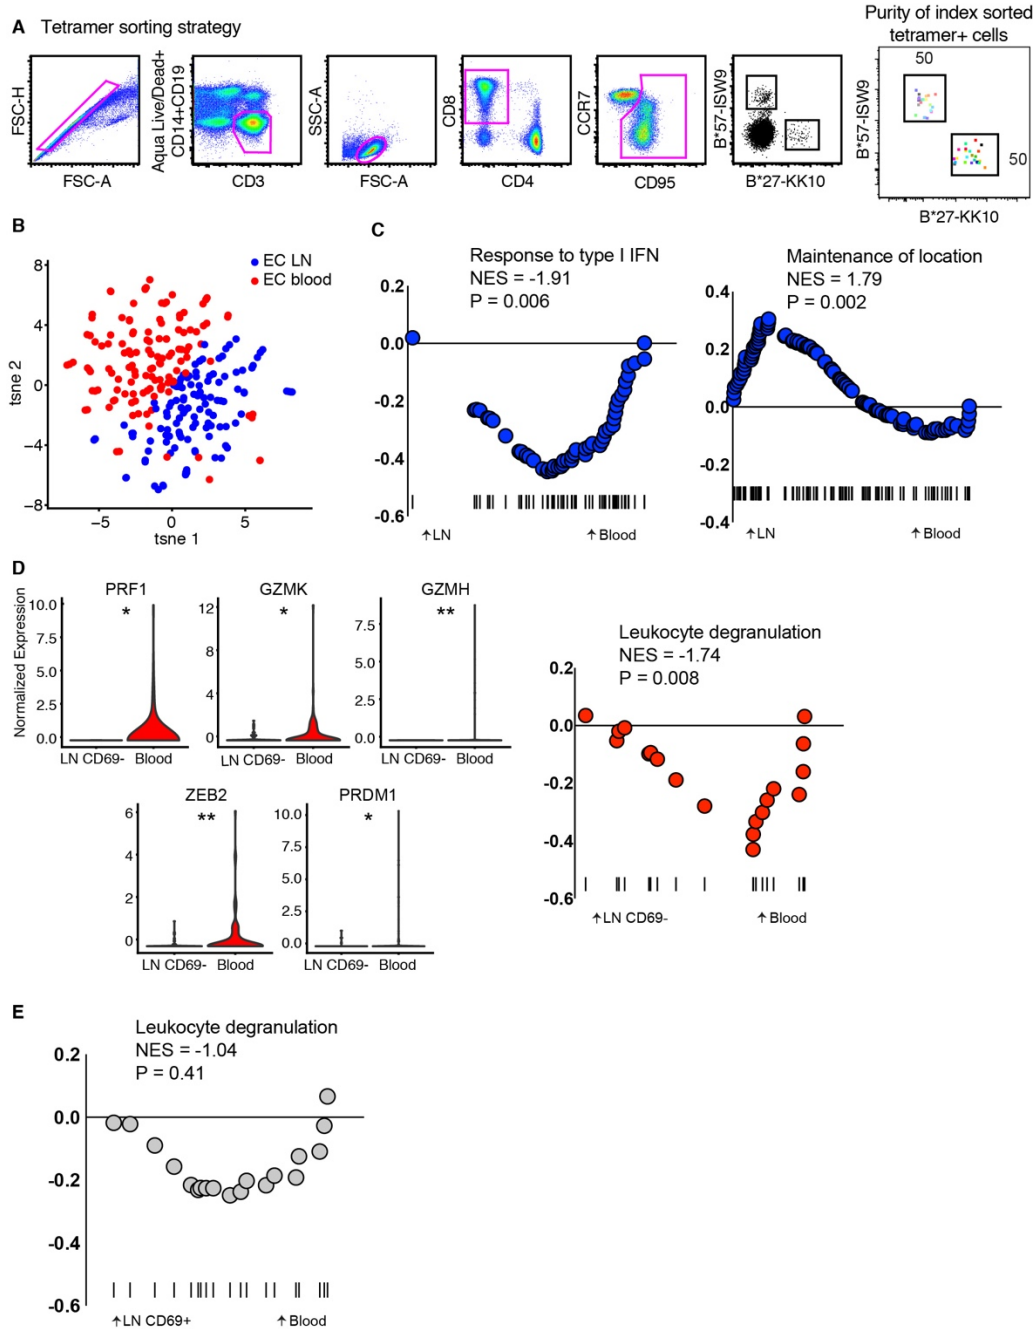 A Tetramer sorting strategy
Purity of index sorted
tetramer+ cells
FSC-H
FSC-A
Aqua Live/Dead+
CD14+CD19
CD3
SSC-A
FSC-A
CD8
CD4
CCR7
CD95
B*57-ISW9
B*27-KK10
50
50
B*57-ISW9
B*27-KK10
B
EC LN
EC blood
8
4
0
−4
−8
tsne 2
−5 0 5
tsne 1
C
Response to type I IFN
NES = -1.91
P = 0.006
0.2
0.0
-0.2
-0.4
-0.6
↑LN ↑Blood
Maintenance of location
NES = 1.79
P = 0.002
0.4
0.2
0.0
-0.2
-0.4
↑LN ↑Blood
D
Normalized Expression
PRF1
*
10.0
7.5
5.0
2.5
0.0
LN CD69- Blood
GZMK
*
12
8
4
0
LN CD69- Blood
GZMH
**
7.5
5.0
2.5
0.0
LN CD69- Blood
ZEB2
**
6
4
2
0
LN CD69- Blood
PRDM1
*
10.0
7.5
5.0
2.5
0.0
LN CD69- Blood
Leukocyte degranulation
NES = -1.74
P = 0.008
0.2
0.0
-0.2
-0.4
-0.6
↑LN CD69- ↑Blood
E
Leukocyte degranulation
NES = -1.04
P = 0.41
0.2
0.0
-0.2
-0.4
-0.6
↑LN CD69+ ↑Blood